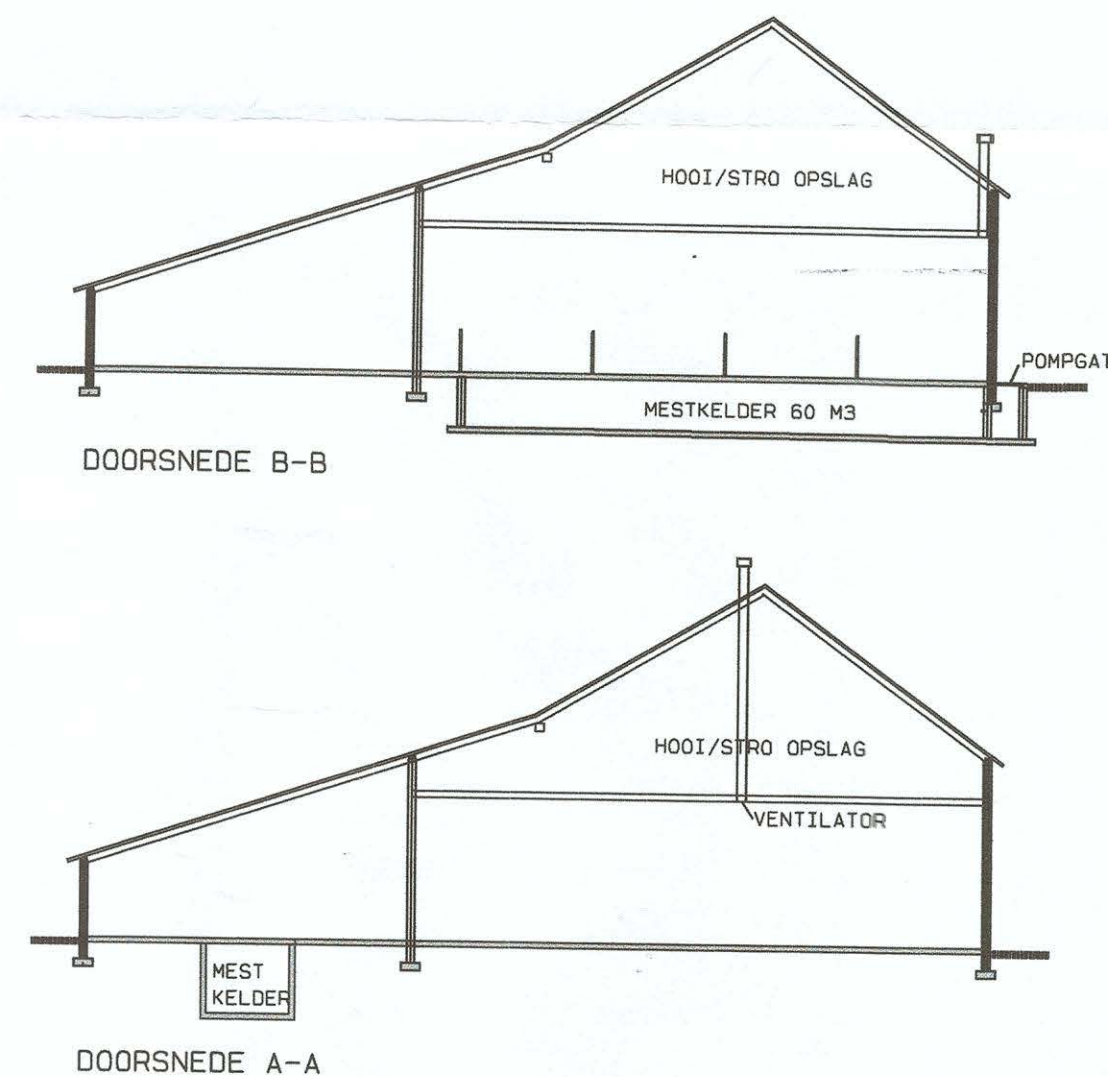 HOOI/STRO OPSLAG
POMPGAT
MESTKELDER 60 M3
DOORSNEDE B-B
HOOI/STRO OPSLAG
VENTILATOR
MEST
KELDER
DOORSNEDE A-A